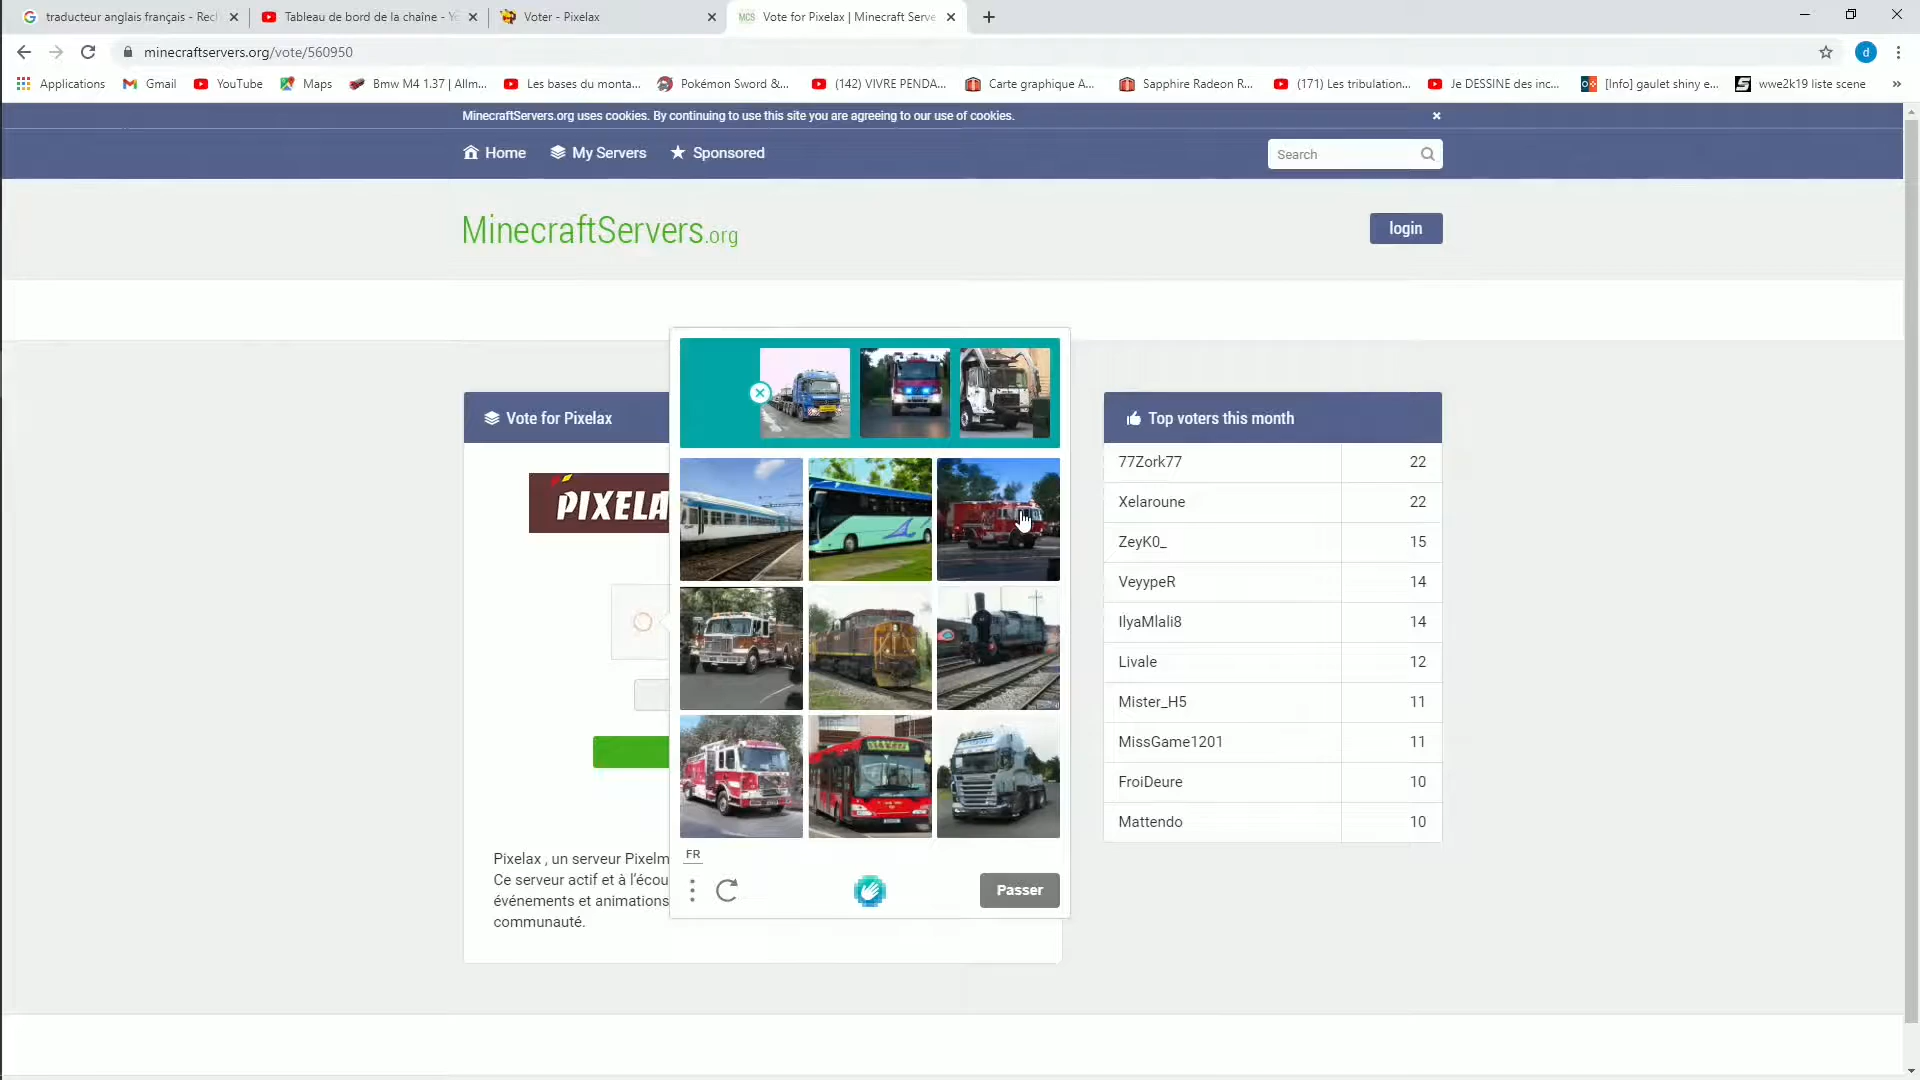 traducteur anglais français - Rec
Tableau de bord de la chaîne - Yo
Voter - Pixelax
Vote for Pixelax | Minecraft Serve
minecraftservers.org/vote/560950
d
Applications
Gmail
YouTube
Maps
Bmw M4 1.37 | Allm...
Les bases du monta...
Pokémon Sword &...
(142) VIVRE PENDA...
Carte graphique A...
Sapphire Radeon R...
(171) Les tribulation...
Je DESSINE des inc...
[Info] gaulet shiny e...
wwe2k19 liste scene
»
MinecraftServers.org uses cookies. By continuing to use this site you are agreeing to our use of cookies.
Home
My Servers
Sponsored
Search
MinecraftServers.org
login
Vote for Pixelax
PIXELA
Pixelax , un serveur Pixelm
Ce serveur actif et à l'écou
événements et animations
communauté.
FR
Passer
Top voters this month
77Zork77 22
Xelaroune 22
ZeyK0_ 15
VeyypeR 14
IlyaMlali8 14
Livale 12
Mister_H5 11
MissGame1201 11
FroiDeure 10
Mattendo 10